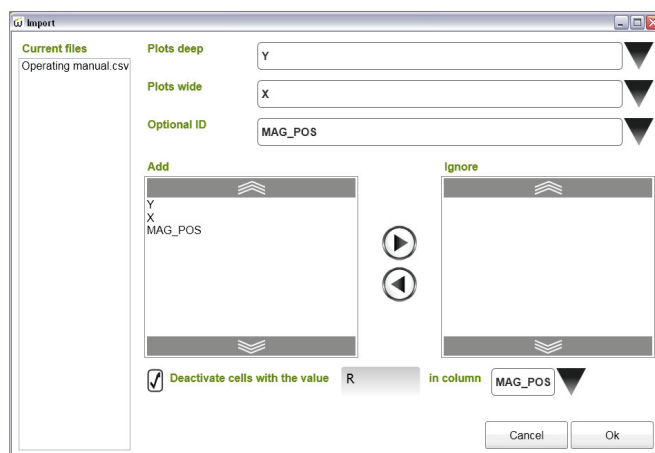 Import
Current files
Operating manual.csv
Plots deep
Y
Plots wide
X
Optional ID
MAG_POS
Add
Y
X
MAG_POS
Ignore
Deactivate cells with the value R in column MAG_POS
Cancel
Ok